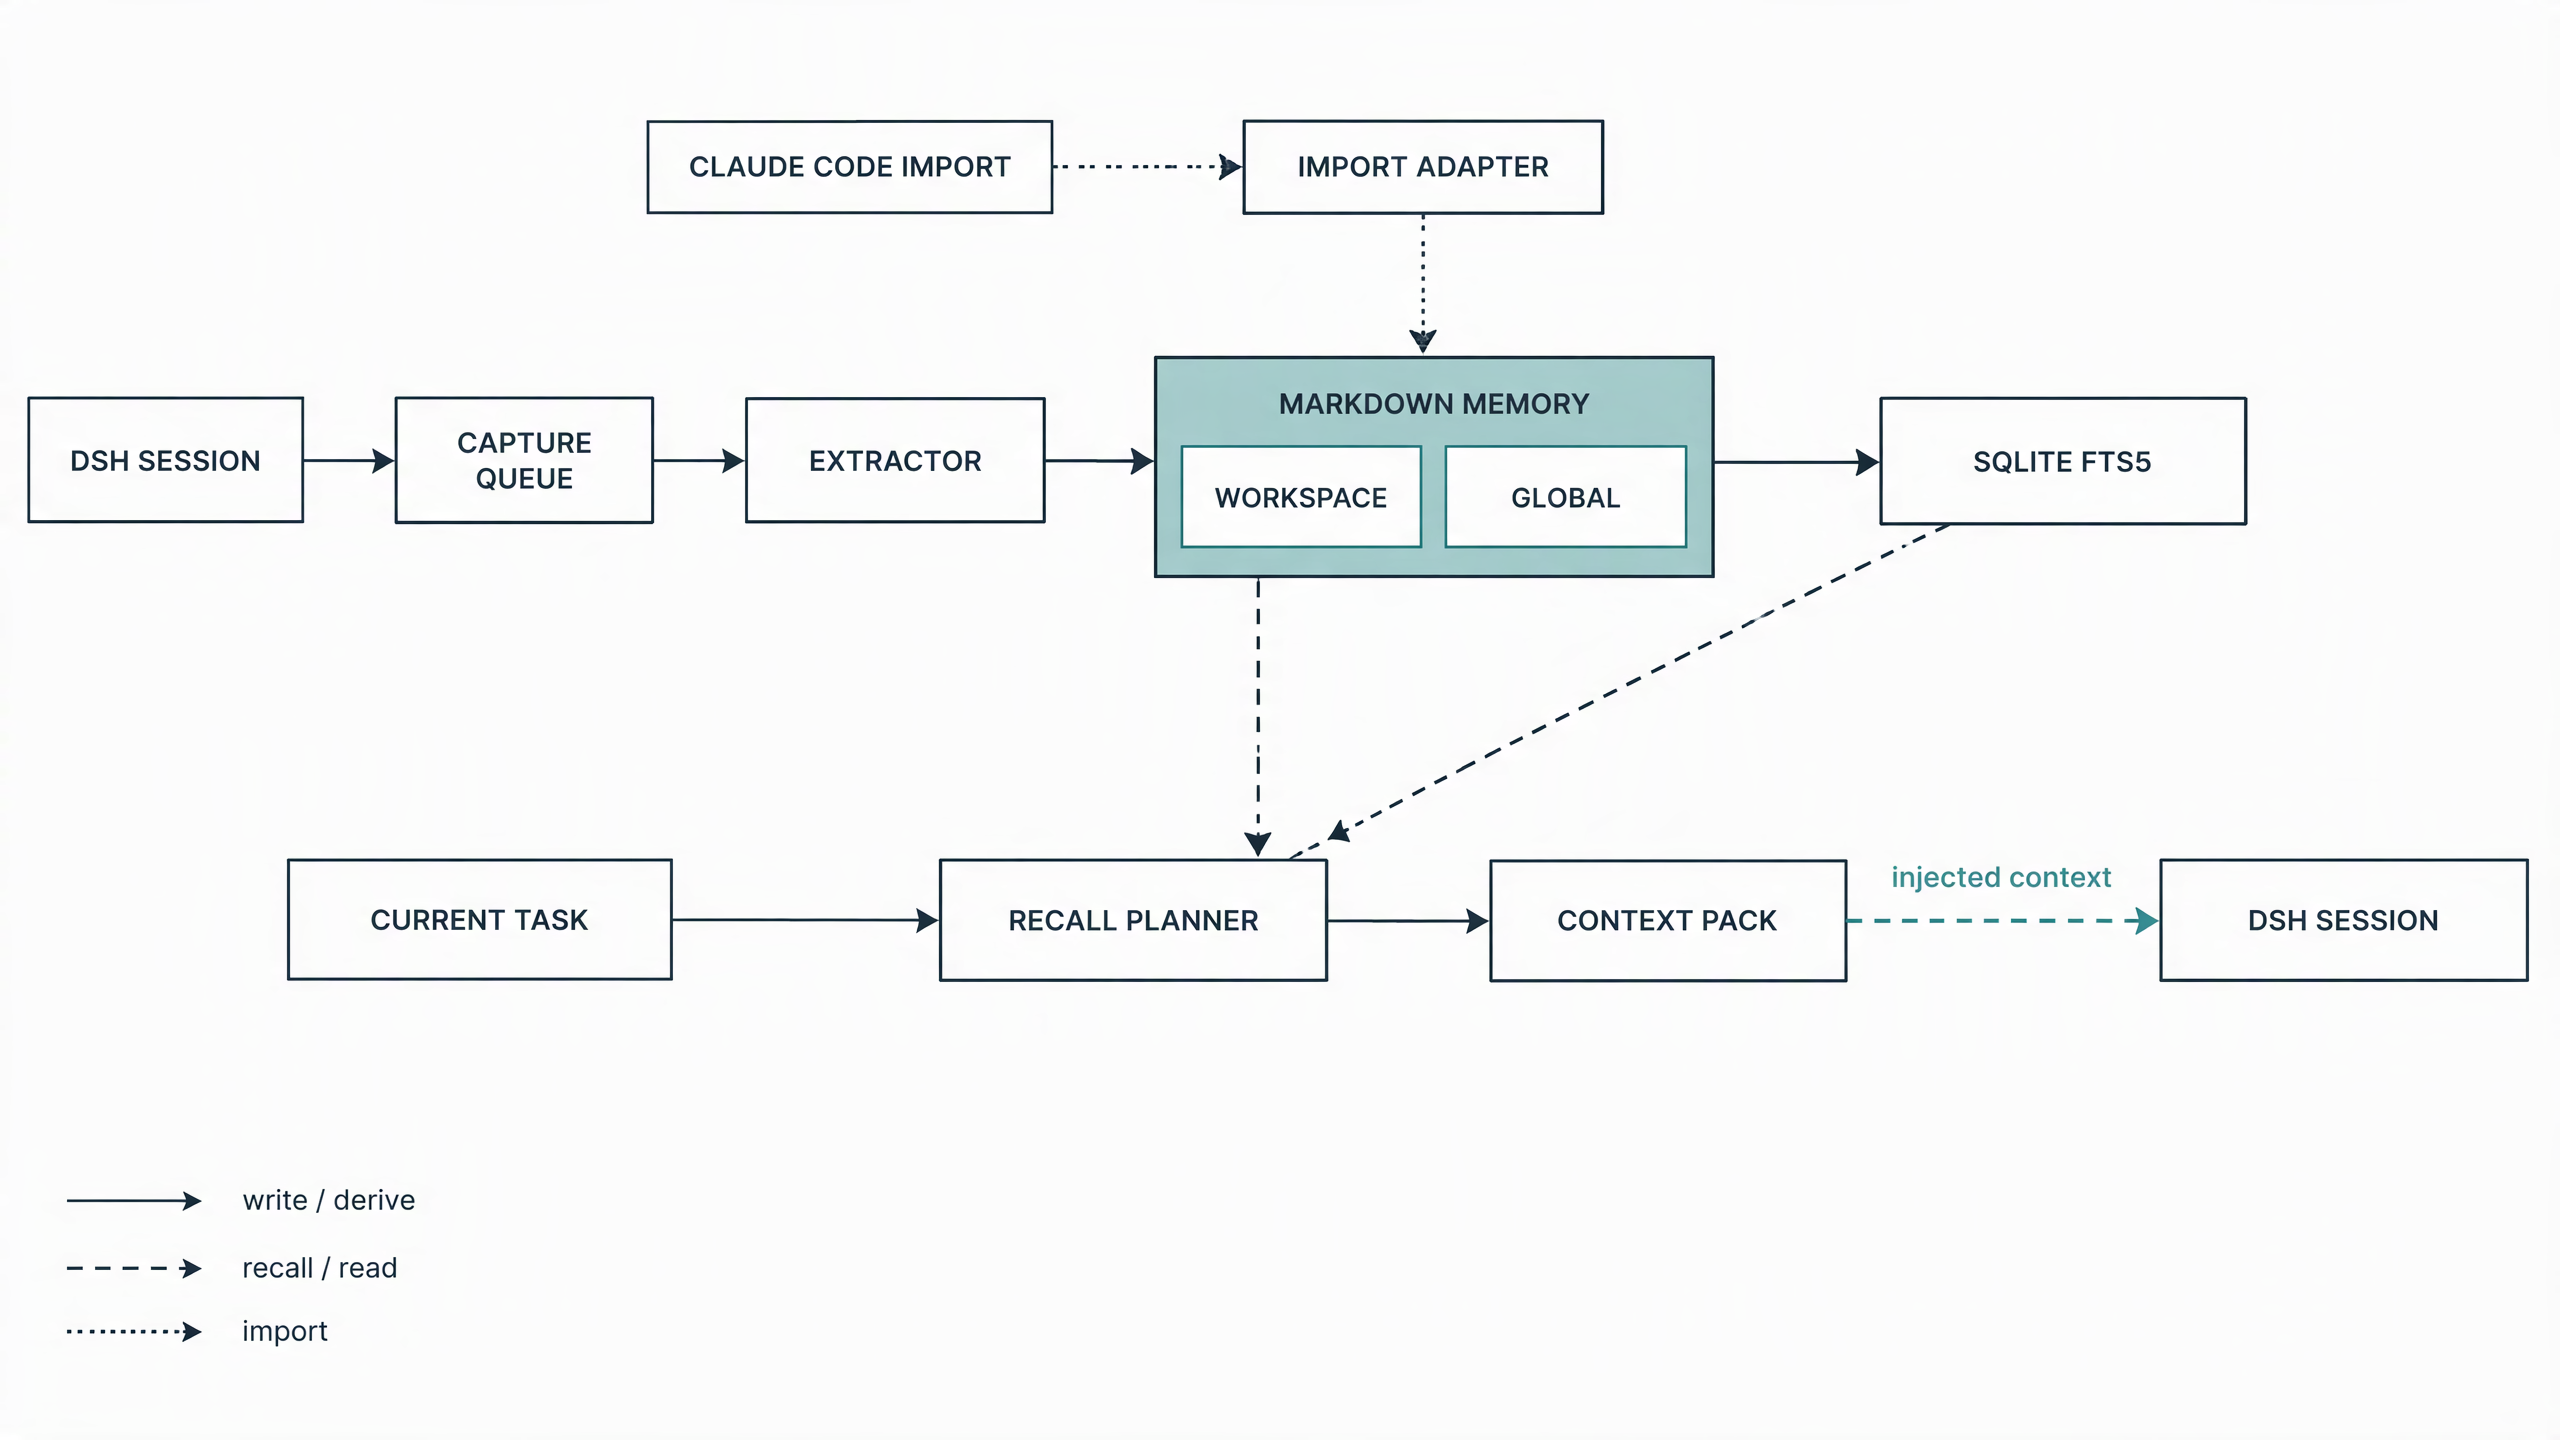 CLAUDE CODE IMPORT
IMPORT ADAPTER
DSH SESSION
CAPTURE
QUEUE
EXTRACTOR
MARKDOWN MEMORY
WORKSPACE
GLOBAL
SQLITE FTS5
CURRENT TASK
RECALL PLANNER
CONTEXT PACK
injected context
DSH SESSION
write / derive
recall / read
import